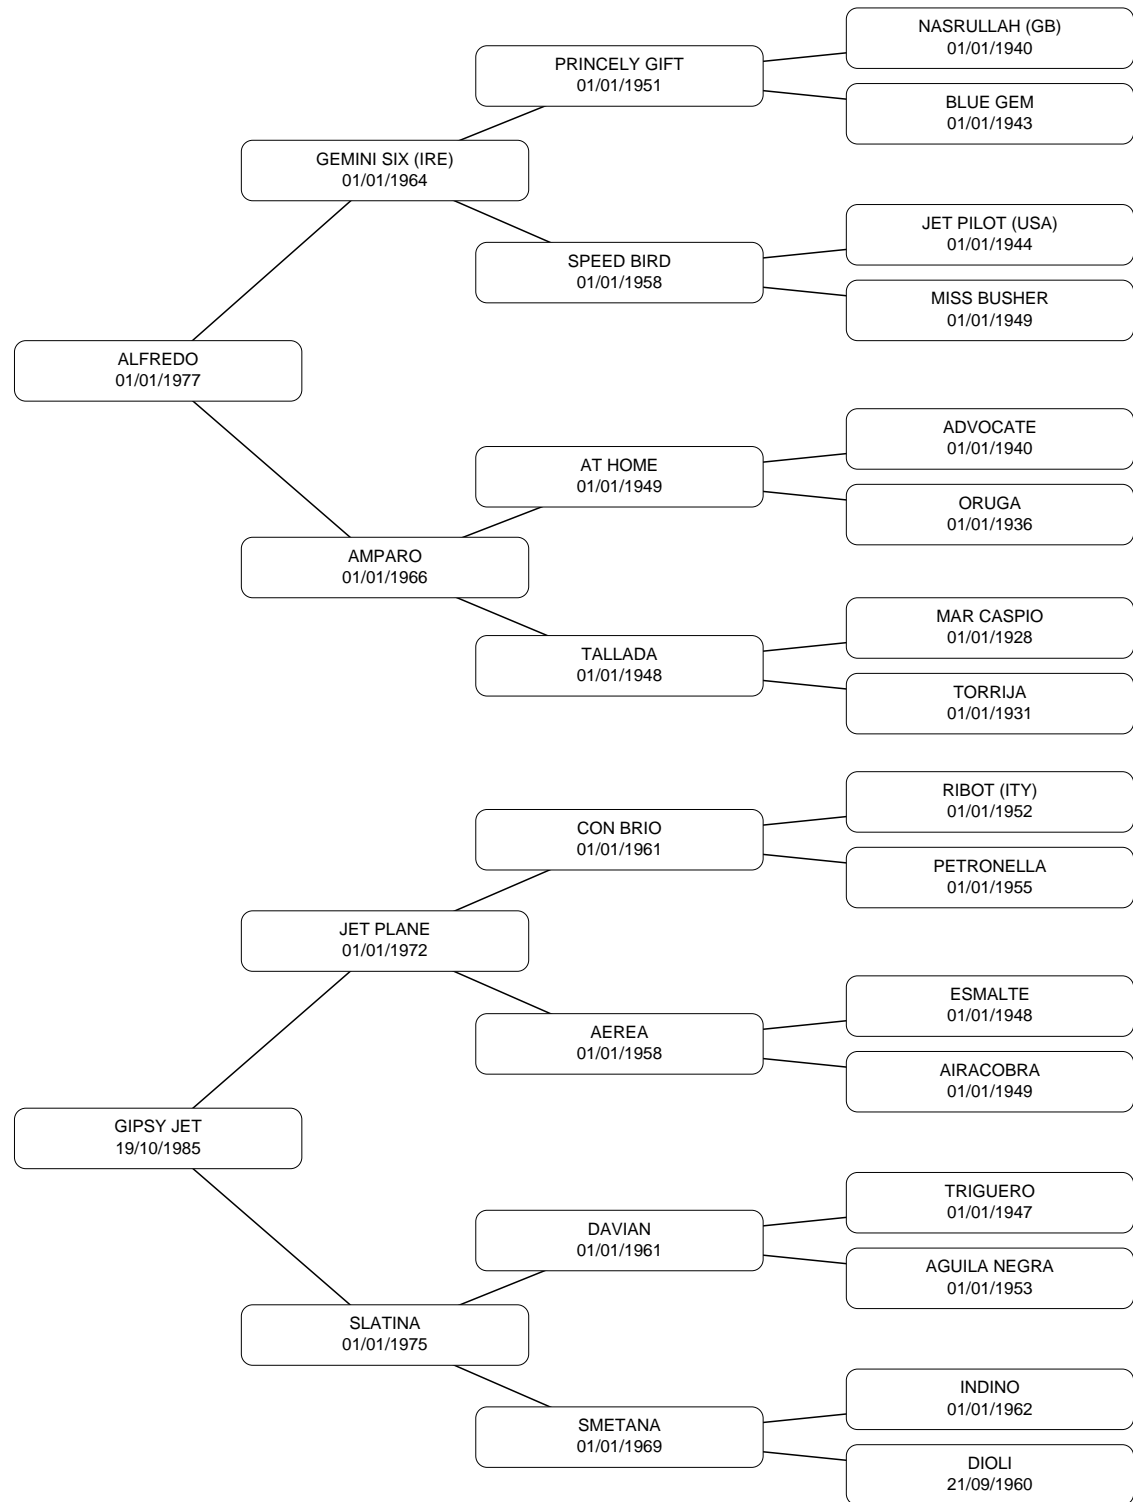 NASRULLAH (GB)
01/01/1940
PRINCELY GIFT
01/01/1951
BLUE GEM
01/01/1943
GEMINI SIX (IRE)
01/01/1964
JET PILOT (USA)
01/01/1944
SPEED BIRD
01/01/1958
MISS BUSHER
01/01/1949
ALFREDO
01/01/1977
ADVOCATE
01/01/1940
AT HOME
01/01/1949
ORUGA
01/01/1936
AMPARO
01/01/1966
MAR CASPIO
01/01/1928
TALLADA
01/01/1948
TORRIJA
01/01/1931
RIBOT (ITY)
01/01/1952
CON BRIO
01/01/1961
PETRONELLA
01/01/1955
JET PLANE
01/01/1972
ESMALTE
01/01/1948
AEREA
01/01/1958
AIRACOBRA
01/01/1949
GIPSY JET
19/10/1985
TRIGUERO
01/01/1947
DAVIAN
01/01/1961
AGUILA NEGRA
01/01/1953
SLATINA
01/01/1975
INDINO
01/01/1962
SMETANA
01/01/1969
DIOLI
21/09/1960